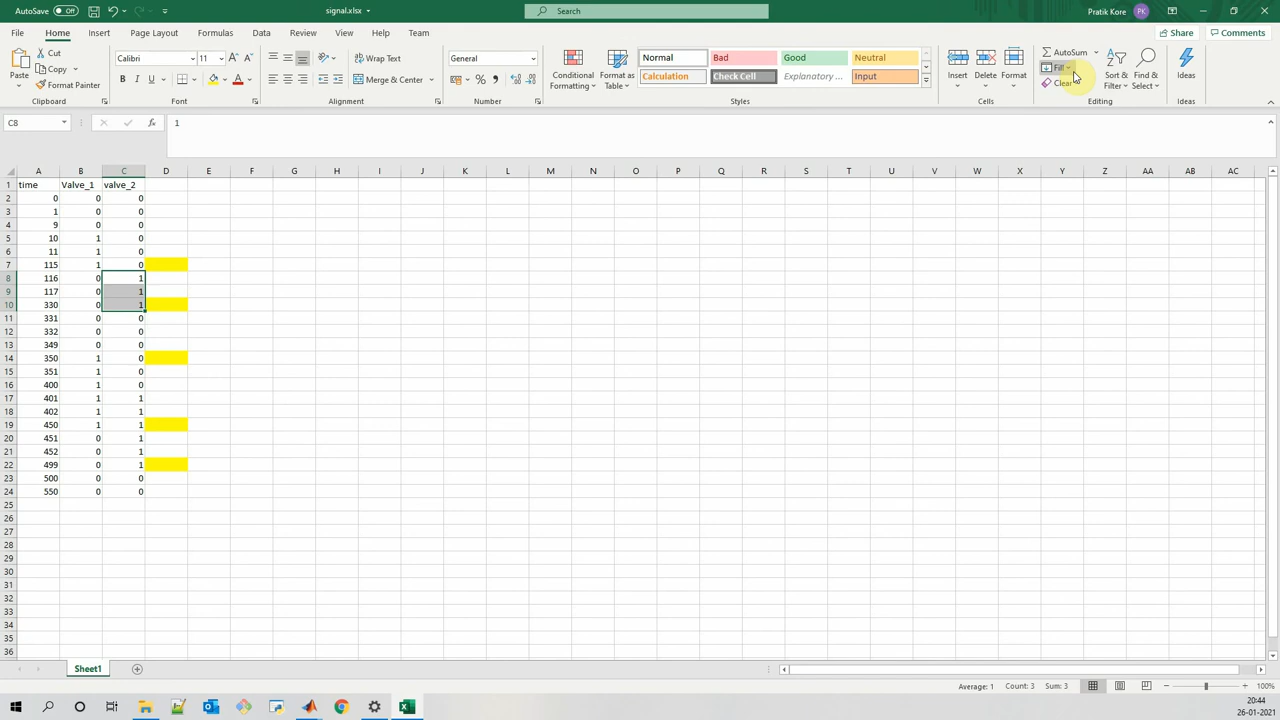 AutoSave Off signal.xlsx Search Pratik Kore PK
File Home Insert Page Layout Formulas Data Review View Help Team Share Comments
Paste Cut Copy Format Painter Clipboard
Calibri 11 B I U Font
Wrap Text Merge & Center Alignment
General % , Number
Conditional Formatting Format as Table
Normal Bad Good Neutral
Calculation Check Cell Explanatory ... Input
Styles
Insert Delete Format Cells
AutoSum Fill Clear Sort & Filter Find & Select Editing
Ideas Ideas
C8 fx 1
A B C D E F G H I J K L M N O P Q R S T U V W X Y Z AA AB AC
1 time Valve_1 valve_2
2 0 0 0
3 1 0 0
4 9 0 0
5 10 1 0
6 11 1 0
7 115 1 0
8 116 0 1
9 117 0 1
10 330 0 1
11 331 0 0
12 332 0 0
13 349 0 0
14 350 1 0
15 351 1 0
16 400 1 0
17 401 1 1
18 402 1 1
19 450 1 1
20 451 0 1
21 452 0 1
22 499 0 1
23 500 0 0
24 550 0 0
25
26
27
28
29
30
31
32
33
34
35
36
Sheet1
Average: 1 Count: 3 Sum: 3 100%
20:44
26-01-2021